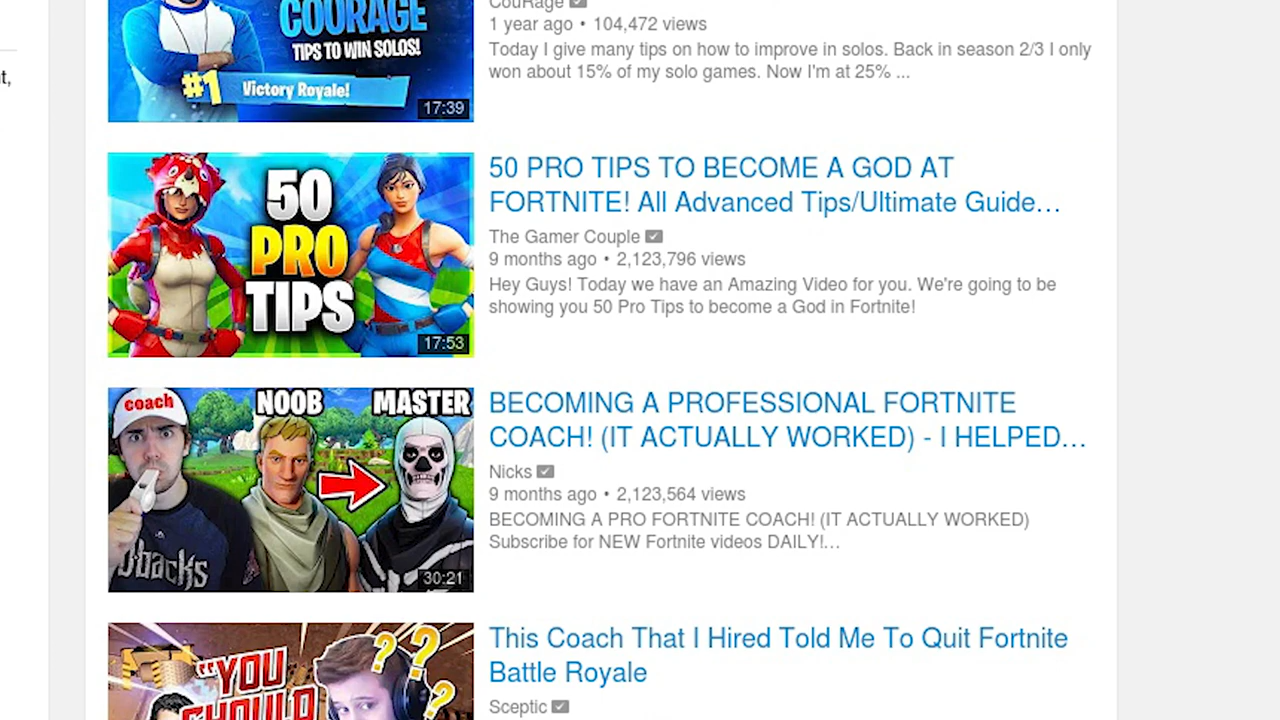 t,
COURAGE
TIPS TO WIN SOLOS!
#1 Victory Royale!
17:39
CouRage
1 year ago • 104,472 views
Today I give many tips on how to improve in solos. Back in season 2/3 I only
won about 15% of my solo games. Now I'm at 25% ...
50
PRO
TIPS
17:53
50 PRO TIPS TO BECOME A GOD AT
FORTNITE! All Advanced Tips/Ultimate Guide...
The Gamer Couple
9 months ago • 2,123,796 views
Hey Guys! Today we have an Amazing Video for you. We're going to be
showing you 50 Pro Tips to become a God in Fortnite!
coach
NOOB
MASTER
backs
30:21
BECOMING A PROFESSIONAL FORTNITE
COACH! (IT ACTUALLY WORKED) - I HELPED...
Nicks
9 months ago • 2,123,564 views
BECOMING A PRO FORTNITE COACH! (IT ACTUALLY WORKED)
Subscribe for NEW Fortnite videos DAILY!...
"YOU
SHOULD
? ? ?
This Coach That I Hired Told Me To Quit Fortnite
Battle Royale
Sceptic